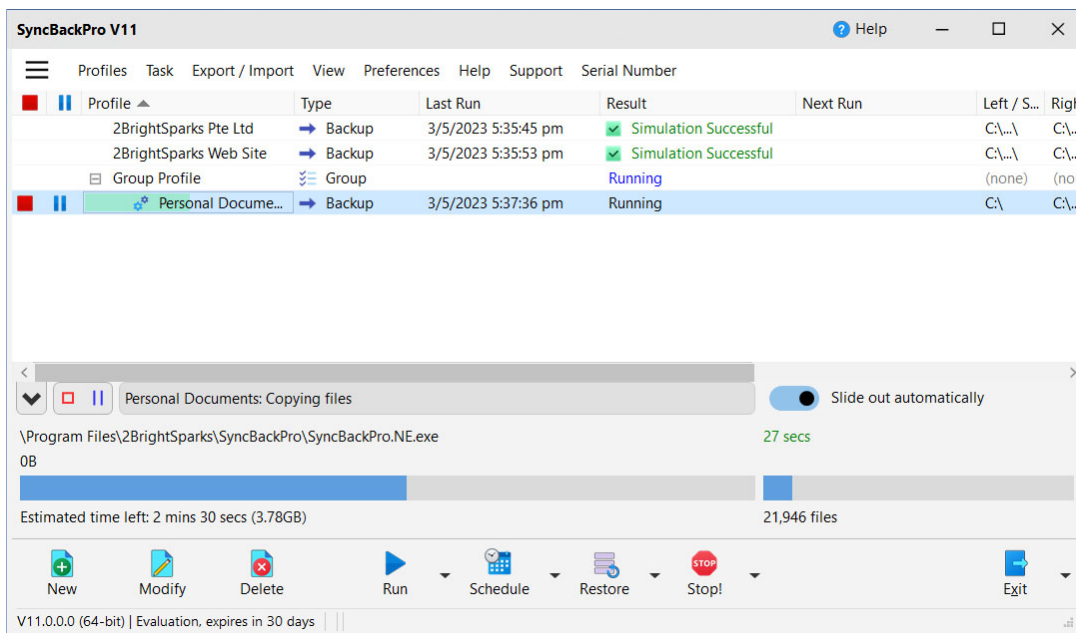 SyncBackPro V11 Help
Profiles Task Export / Import View Preferences Help Support Serial Number
Profile Type Last Run Result Next Run Left / S... Righ
2BrightSparks Pte Ltd Backup 3/5/2023 5:35:45 pm Simulation Successful C:\...\ C:\..
2BrightSparks Web Site Backup 3/5/2023 5:35:53 pm Simulation Successful C:\...\ C:\..
Group Profile Group Running (none) (no
Personal Docume... Backup 3/5/2023 5:37:36 pm Running C:\ C:\..
Personal Documents: Copying files Slide out automatically
\Program Files\2BrightSparks\SyncBackPro\SyncBackPro.NE.exe 27 secs
0B
Estimated time left: 2 mins 30 secs (3.78GB) 21,946 files
STOP
New Modify Delete Run Schedule Restore Stop! Exit
V11.0.0.0 (64-bit) | Evaluation, expires in 30 days